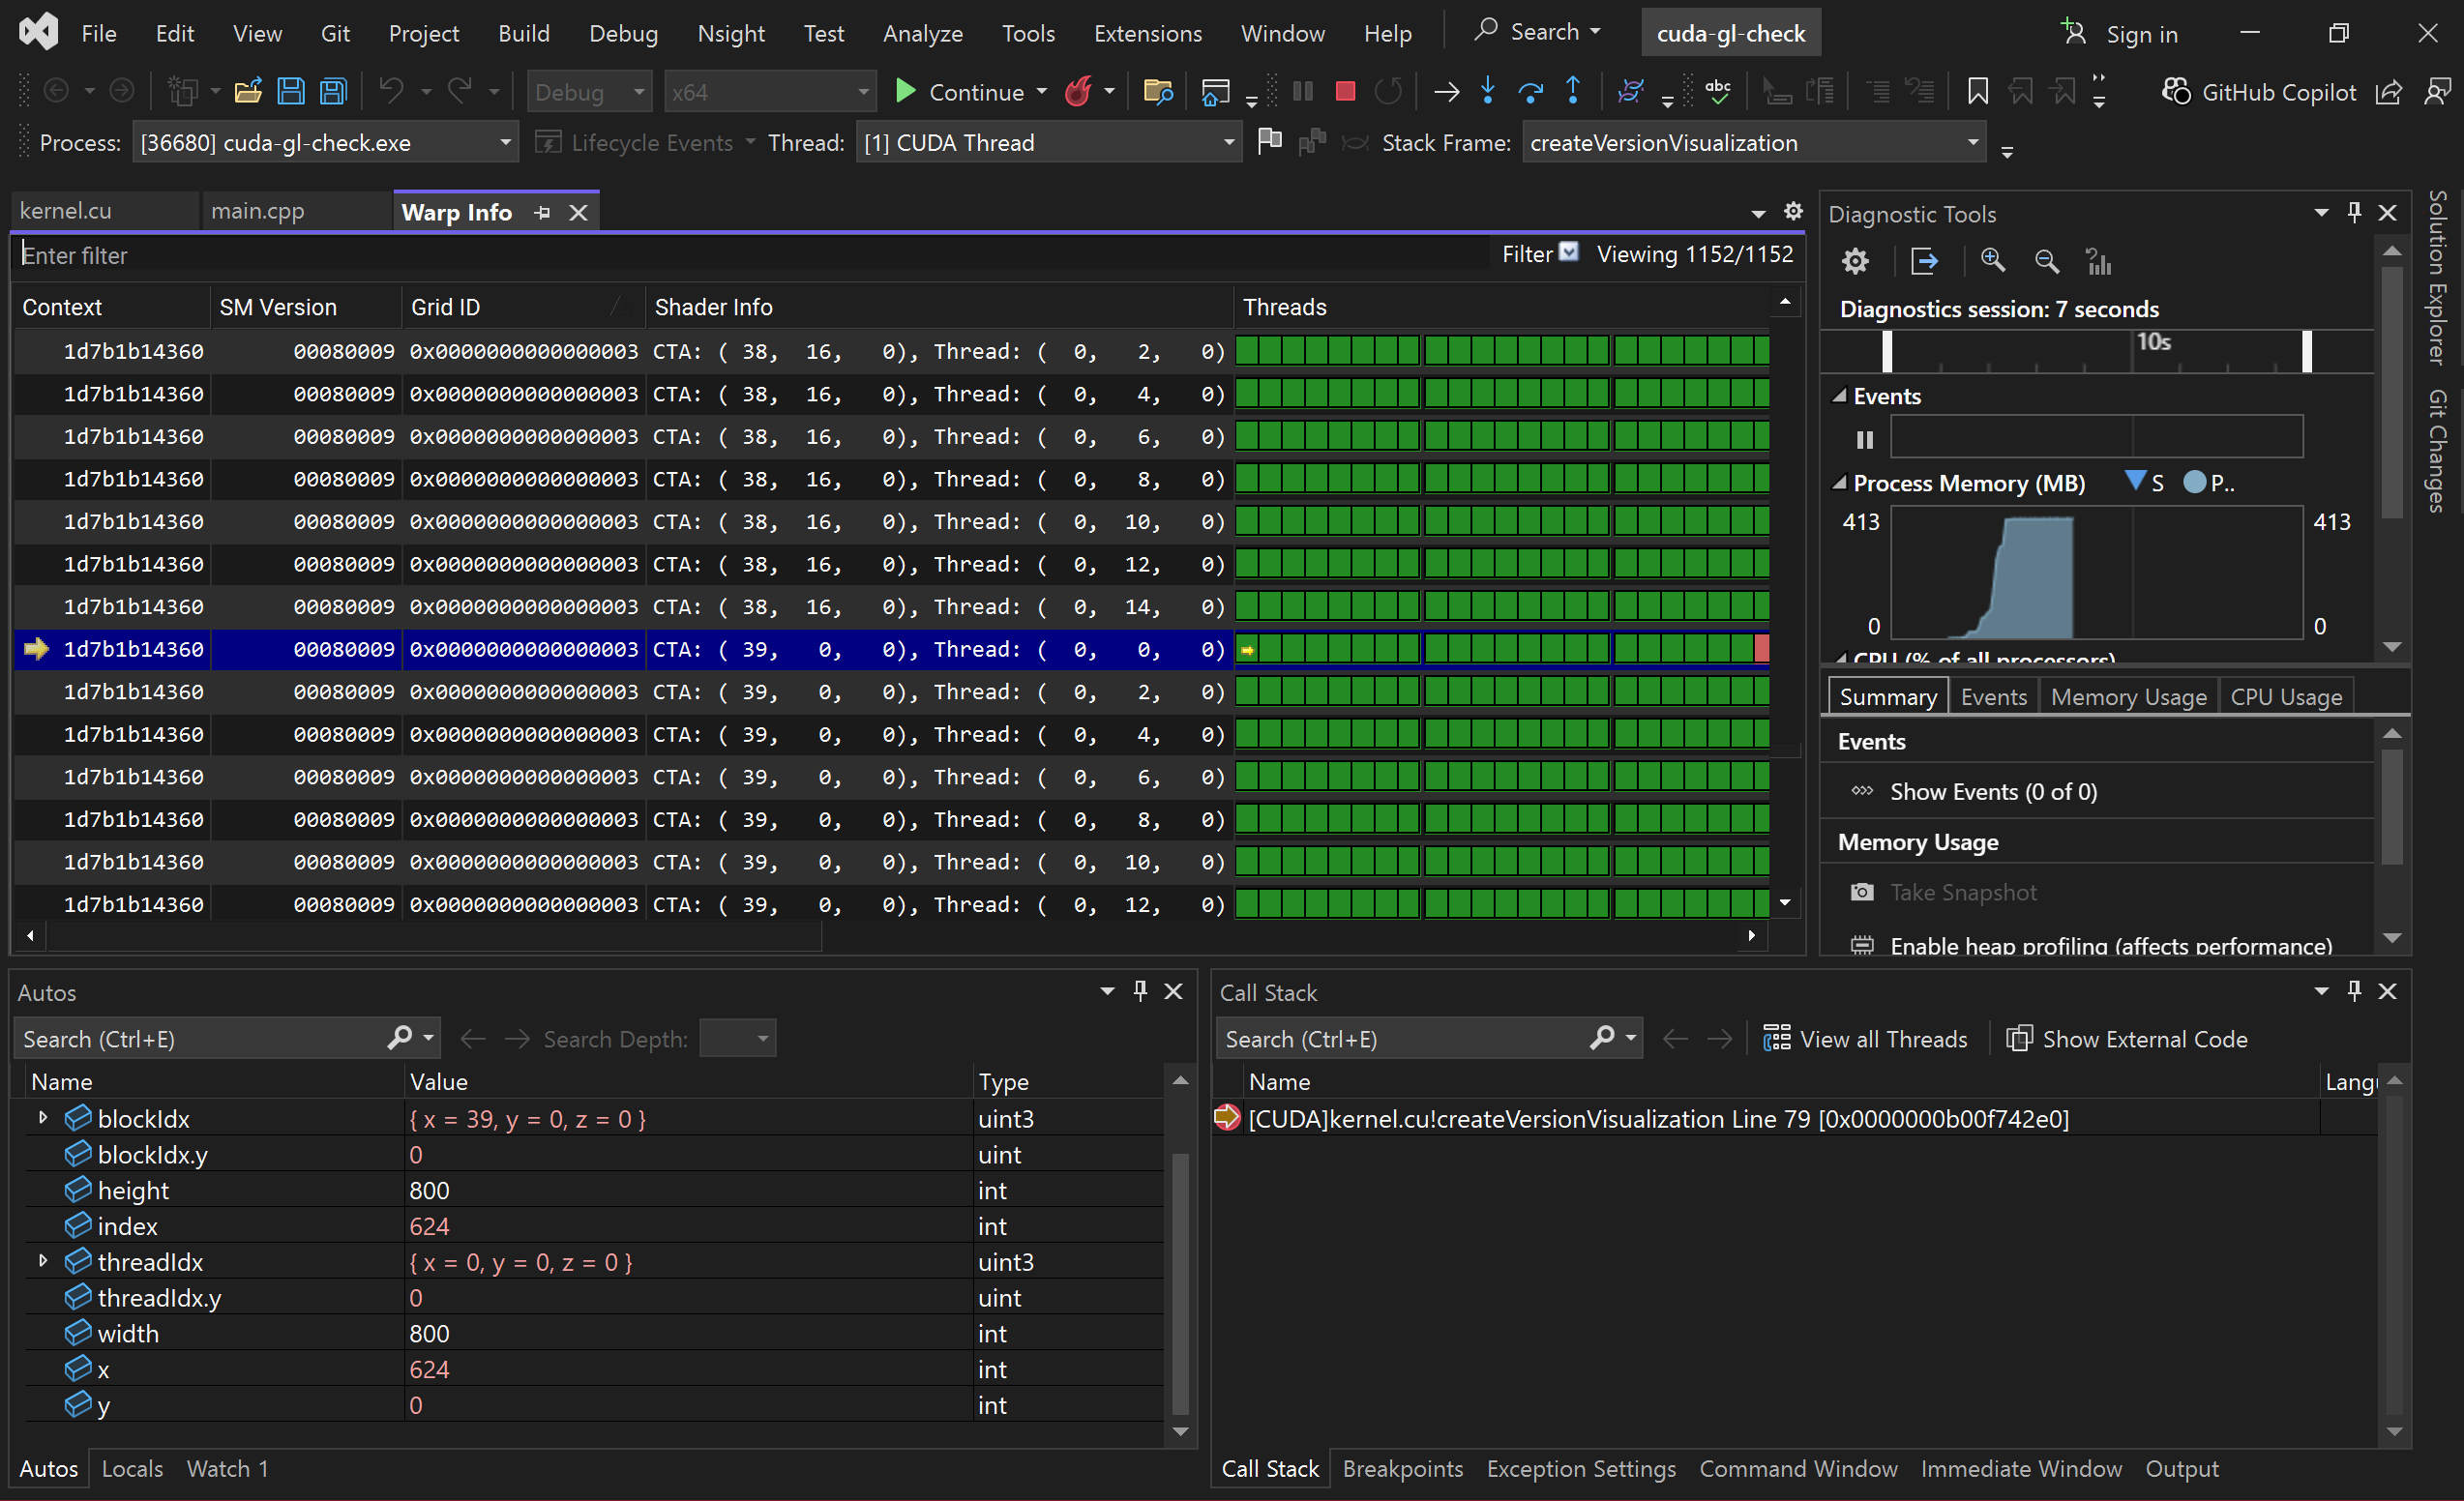 File Edit View Git Project Build Debug Nsight Test Analyze Tools Extensions Window Help Search cuda-gl-check Sign in
Debug x64 Continue abc GitHub Copilot
Process: [36680] cuda-gl-check.exe Lifecycle Events Thread: [1] CUDA Thread Stack Frame: createVersionVisualization
kernel.cu main.cpp Warp Info
Enter filter Filter Viewing 1152/1152
Context SM Version Grid ID Shader Info Threads
1d7b1b14360 00080009 0x0000000000000003 CTA: ( 38, 16, 0), Thread: ( 0, 2, 0)
1d7b1b14360 00080009 0x0000000000000003 CTA: ( 38, 16, 0), Thread: ( 0, 4, 0)
1d7b1b14360 00080009 0x0000000000000003 CTA: ( 38, 16, 0), Thread: ( 0, 6, 0)
1d7b1b14360 00080009 0x0000000000000003 CTA: ( 38, 16, 0), Thread: ( 0, 8, 0)
1d7b1b14360 00080009 0x0000000000000003 CTA: ( 38, 16, 0), Thread: ( 0, 10, 0)
1d7b1b14360 00080009 0x0000000000000003 CTA: ( 38, 16, 0), Thread: ( 0, 12, 0)
1d7b1b14360 00080009 0x0000000000000003 CTA: ( 38, 16, 0), Thread: ( 0, 14, 0)
1d7b1b14360 00080009 0x0000000000000003 CTA: ( 39, 0, 0), Thread: ( 0, 0, 0)
1d7b1b14360 00080009 0x0000000000000003 CTA: ( 39, 0, 0), Thread: ( 0, 2, 0)
1d7b1b14360 00080009 0x0000000000000003 CTA: ( 39, 0, 0), Thread: ( 0, 4, 0)
1d7b1b14360 00080009 0x0000000000000003 CTA: ( 39, 0, 0), Thread: ( 0, 6, 0)
1d7b1b14360 00080009 0x0000000000000003 CTA: ( 39, 0, 0), Thread: ( 0, 8, 0)
1d7b1b14360 00080009 0x0000000000000003 CTA: ( 39, 0, 0), Thread: ( 0, 10, 0)
1d7b1b14360 00080009 0x0000000000000003 CTA: ( 39, 0, 0), Thread: ( 0, 12, 0)
Diagnostic Tools
Diagnostics session: 7 seconds
10s
Events
Process Memory (MB) S P..
413 413
0 0
CPU (% of all processors)
Summary Events Memory Usage CPU Usage
Events
Show Events (0 of 0)
Memory Usage
Take Snapshot
Enable heap profiling (affects performance)
Solution Explorer
Git Changes
Autos
Search (Ctrl+E) Search Depth:
Name Value Type
blockIdx { x = 39, y = 0, z = 0 } uint3
blockIdx.y 0 uint
height 800 int
index 624 int
threadIdx { x = 0, y = 0, z = 0 } uint3
threadIdx.y 0 uint
width 800 int
x 624 int
y 0 int
Autos Locals Watch 1
Call Stack
Search (Ctrl+E) View all Threads Show External Code
Name Langu
[CUDA]kernel.cu!createVersionVisualization Line 79 [0x0000000b00f742e0]
Call Stack Breakpoints Exception Settings Command Window Immediate Window Output